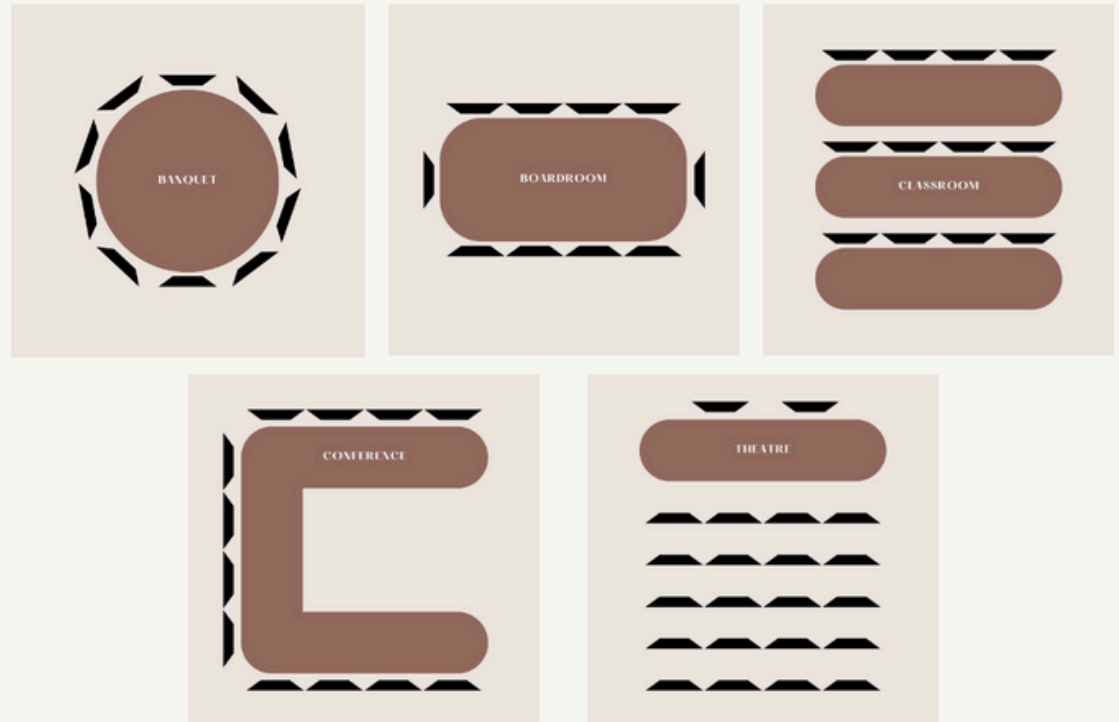 BANQUET
BOARDROOM
CLASSROOM
CONFERENCE
THEATRE